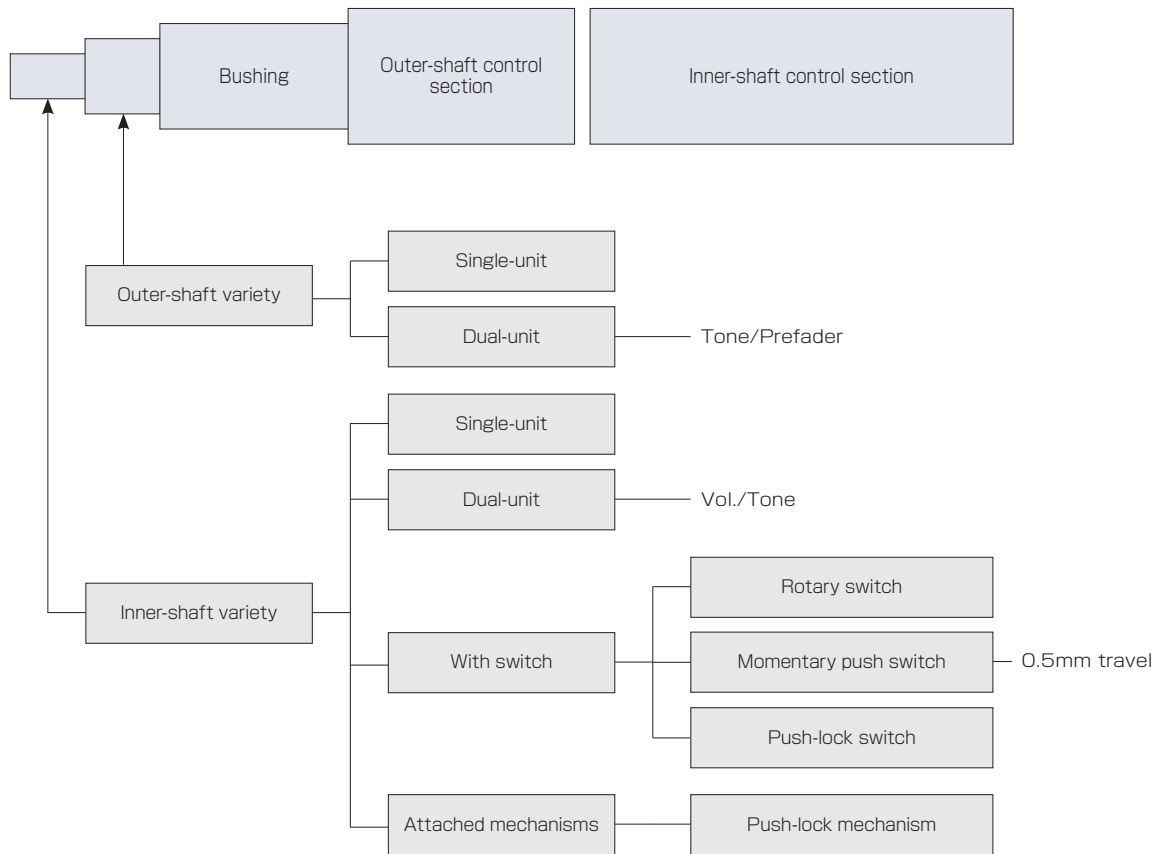 Bushing
Outer-shaft control
section
Inner-shaft control section
Outer-shaft variety
Single-unit
Dual-unit
Tone/Prefader
Inner-shaft variety
Single-unit
Dual-unit
Vol./Tone
With switch
Rotary switch
Momentary push switch
0.5mm travel
Push-lock switch
Attached mechanisms
Push-lock mechanism